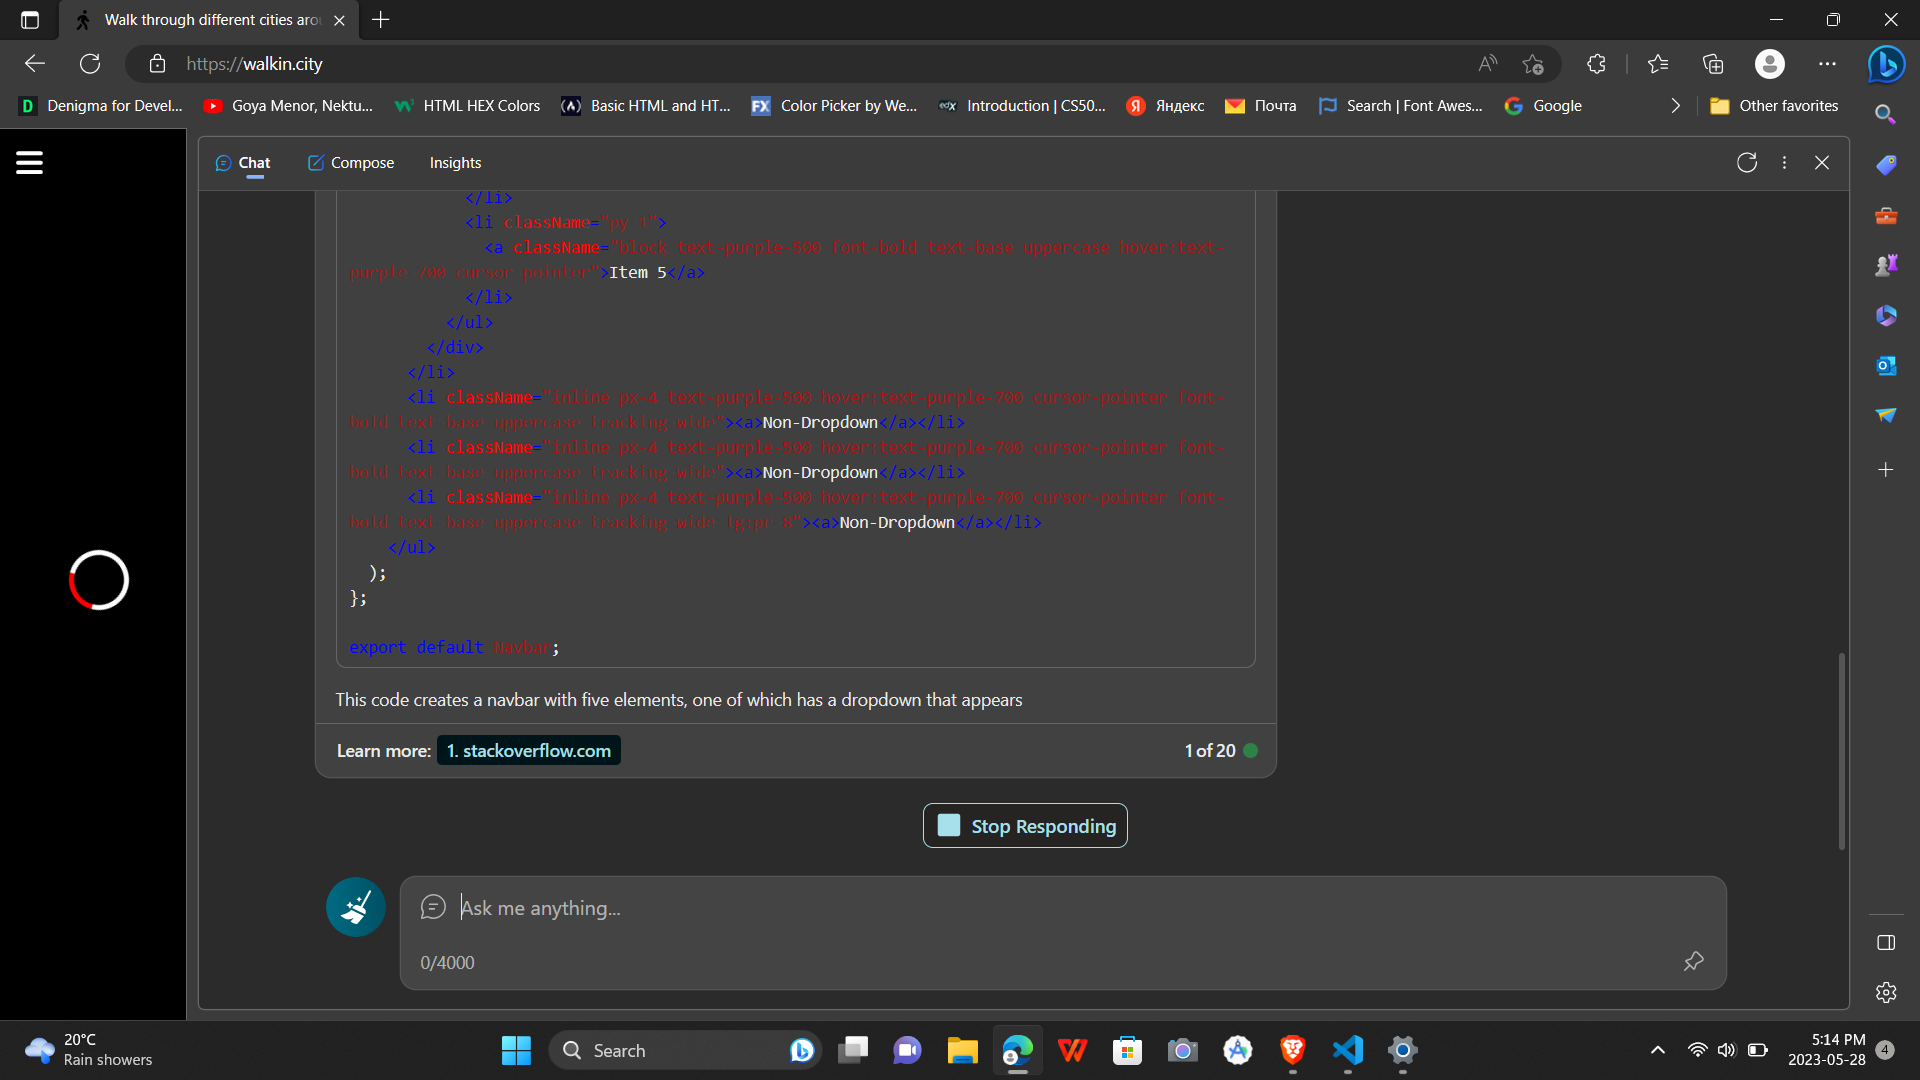 Walk through different cities arou
https://walkin.city
Denigma for Devel...
Goya Menor, Nektu...
HTML HEX Colors
Basic HTML and HT...
Color Picker by We...
Introduction | CS50...
Яндекс
Почта
Search | Font Awes...
Google
Other favorites
Chat
Compose
Insights
</li>
<li className="py-1">
<a className="block text-purple-500 font-bold text-base uppercase hover:text-
purple-700 cursor-pointer">Item 5</a>
</li>
</ul>
</div>
</li>
<li className="inline px-4 text-purple-500 hover:text-purple-700 cursor-pointer font-
bold text-base uppercase tracking-wide"><a>Non-Dropdown</a></li>
<li className="inline px-4 text-purple-500 hover:text-purple-700 cursor-pointer font-
bold text-base uppercase tracking-wide"><a>Non-Dropdown</a></li>
<li className="inline px-4 text-purple-500 hover:text-purple-700 cursor-pointer font-
bold text-base uppercase tracking-wide lg:pr-8"><a>Non-Dropdown</a></li>
</ul>
);
};
export default Navbar;
This code creates a navbar with five elements, one of which has a dropdown that appears
Learn more: 1. stackoverflow.com
1 of 20
Stop Responding
Ask me anything...
0/4000
20°C
Rain showers
Search
5:14 PM
2023-05-28
4